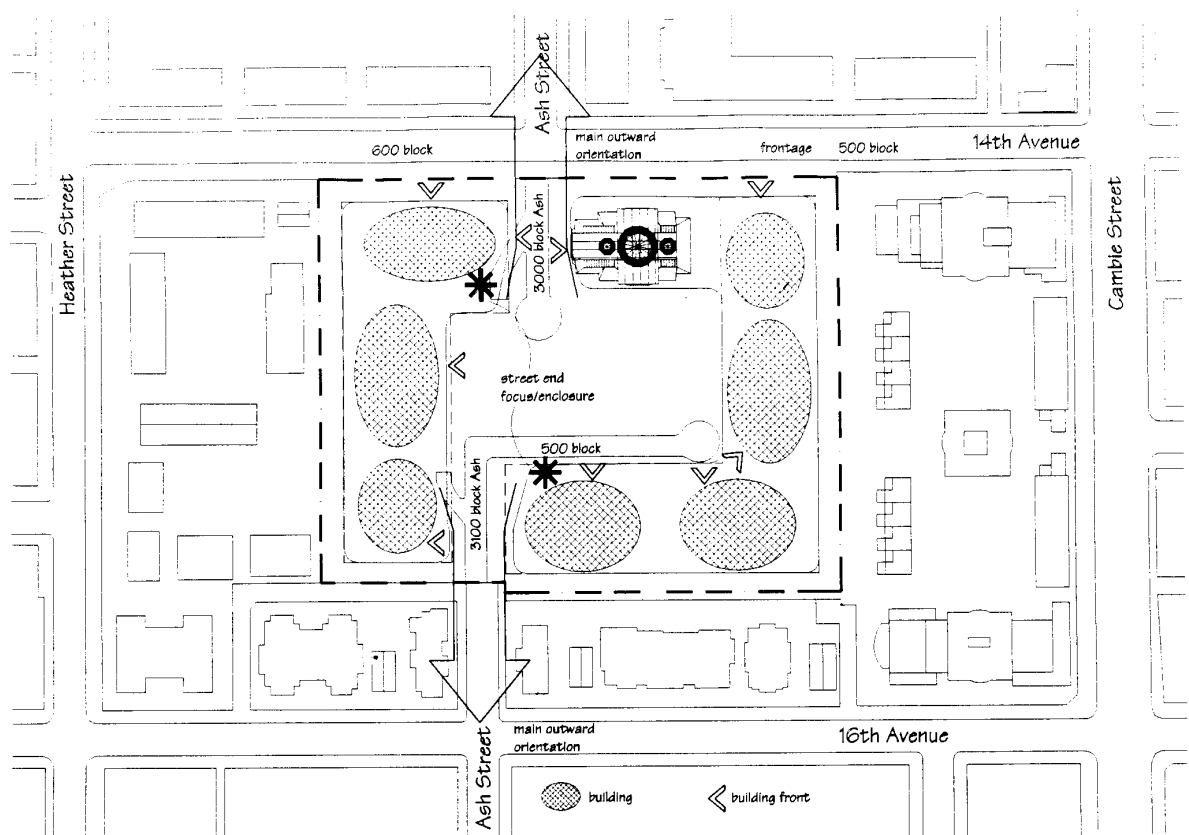 Ash Street
main outward
orientation
600 block
frontage
500 block
14th Avenue
Heather Street
Cambie Street
3000 block Ash
street end
focus/enclosure
500 block
3100 block Ash
main outward
orientation
16th Avenue
Ash Street
building
building front